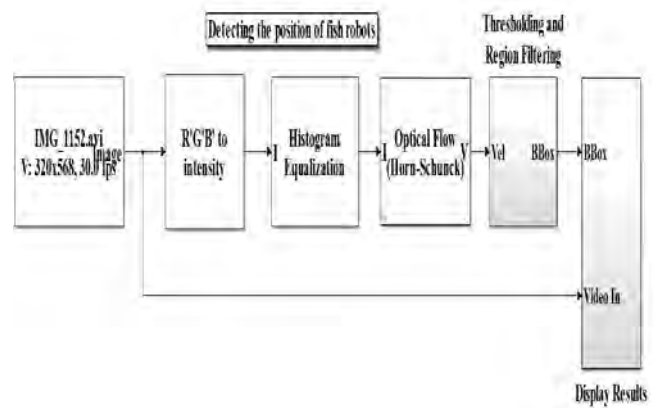 Detecting the position of fish robots
Thresholding and
Region Filtering
IMG_1152.avi
Image
V: 320x568, 30.0 fps
R'G'B' to
intensity
I
Histogram
Equalization
I
Optical Flow
V
(Horn-Schunck)
Vel
BBox
BBox
Video In
Display Results